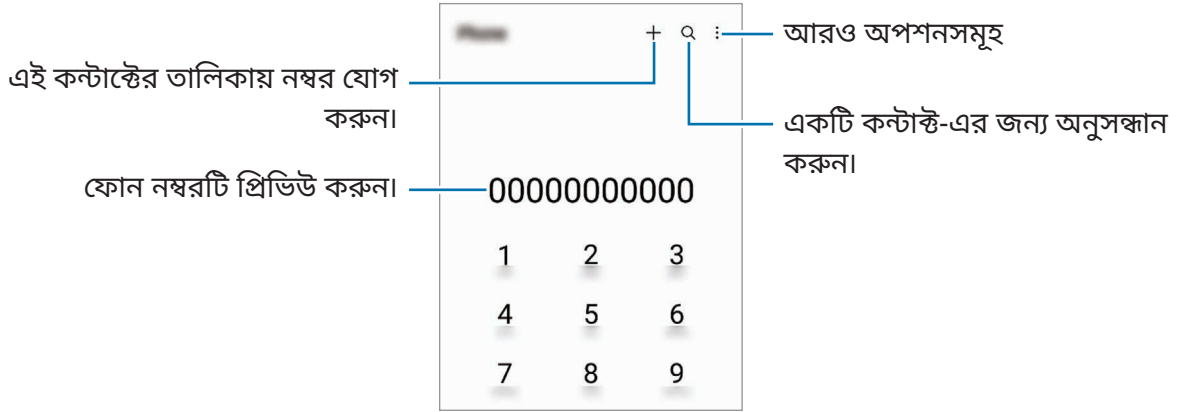 আরও অপশনসমূহ
এই কন্টাক্টের তালিকায় নম্বর যোগ
করুন।
একটি কন্টাক্ট-এর জন্য অনুসন্ধান
করুন।
ফোন নম্বরটি প্রিভিউ করুন।
00000000000
1 2 3
4 5 6
7 8 9